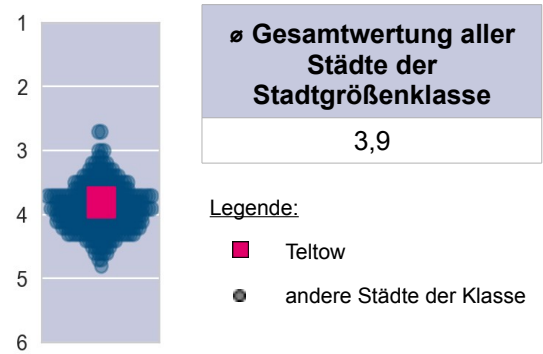 1
2
3
4
5
6
ø Gesamtwertung aller
Städte der
Stadtgrößenklasse
3,9
Legende:
Teltow
andere Städte der Klasse